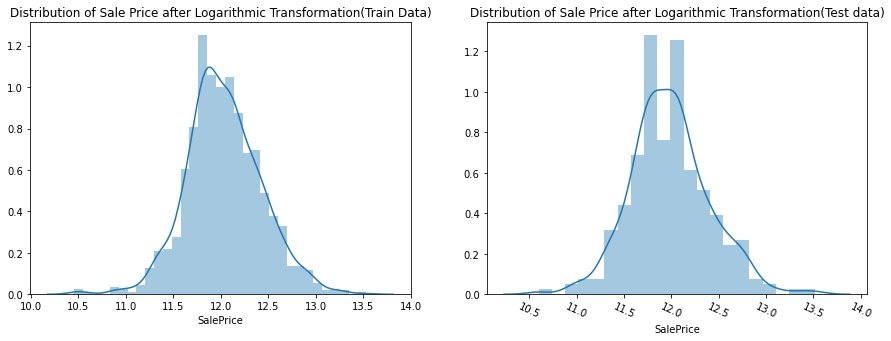 Distribution of Sale Price after Logarithmic Transformation(Train Data)
1.2
1.0
0.8
0.6
0.4
0.2
0.0
10.0 10.5 11.0 11.5 12.0 12.5 13.0 13.5 14.0
SalePrice
Distribution of Sale Price after Logarithmic Transformation(Test data)
1.2
1.0
0.8
0.6
0.4
0.2
0.0
10.5 11.0 11.5 12.0 12.5 13.0 13.5 14.0
SalePrice